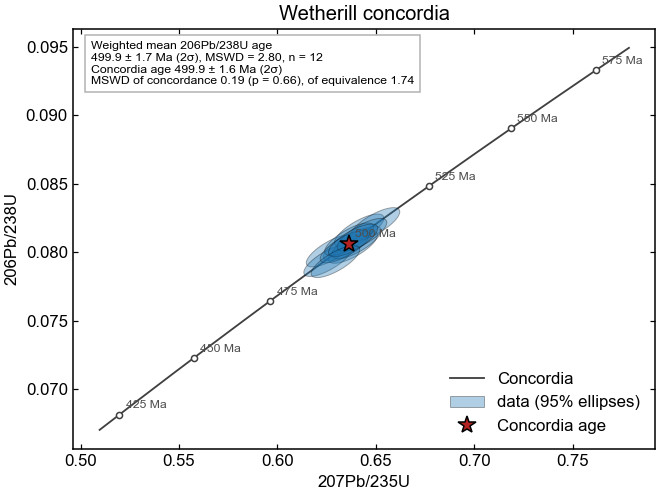 Wetherill concordia
Weighted mean 206Pb/238U age
499.9 ± 1.7 Ma (2σ), MSWD = 2.80, n = 12
Concordia age 499.9 ± 1.6 Ma (2σ)
MSWD of concordance 0.19 (p = 0.66), of equivalence 1.74
575 Ma
550 Ma
525 Ma
500 Ma
475 Ma
450 Ma
425 Ma
0.095
0.090
0.085
0.080
0.075
0.070
206Pb/238U
Concordia
data (95% ellipses)
Concordia age
0.50 0.55 0.60 0.65 0.70 0.75
207Pb/235U